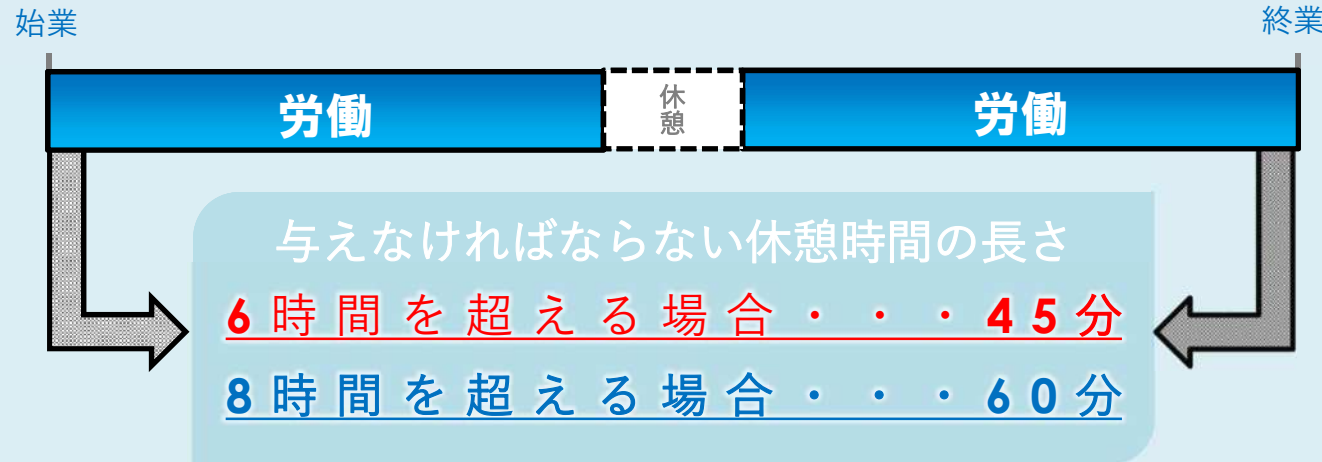 始業 終業
労働 休憩 労働
与えなければならない休憩時間の長さ
6時間を超える場合・・・45分
8時間を超える場合・・・60分